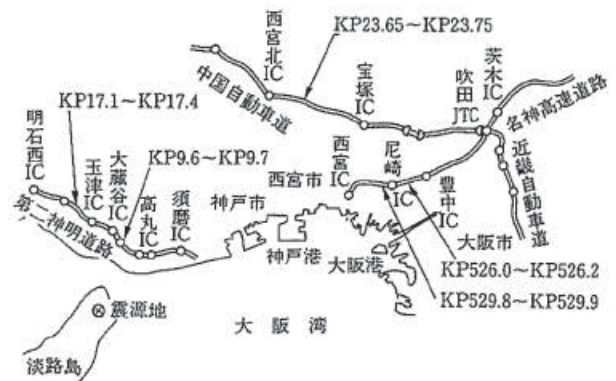 KP23.65〜KP23.75
西宮北IC
中国自動車道
宝塚IC
吹田JTC
茨木IC
名神高速道路
近畿自動車道
KP17.1〜KP17.4
明石西IC
玉津IC
大蔵谷IC
KP9.6〜KP9.7
高丸IC
須磨IC
第二神明道路
西宮市
西宮IC
尼崎IC
豊中IC
神戸市
神戸港
大阪港
大阪市
KP526.0〜KP526.2
KP529.8〜KP529.9
震源地
大阪湾
淡路島